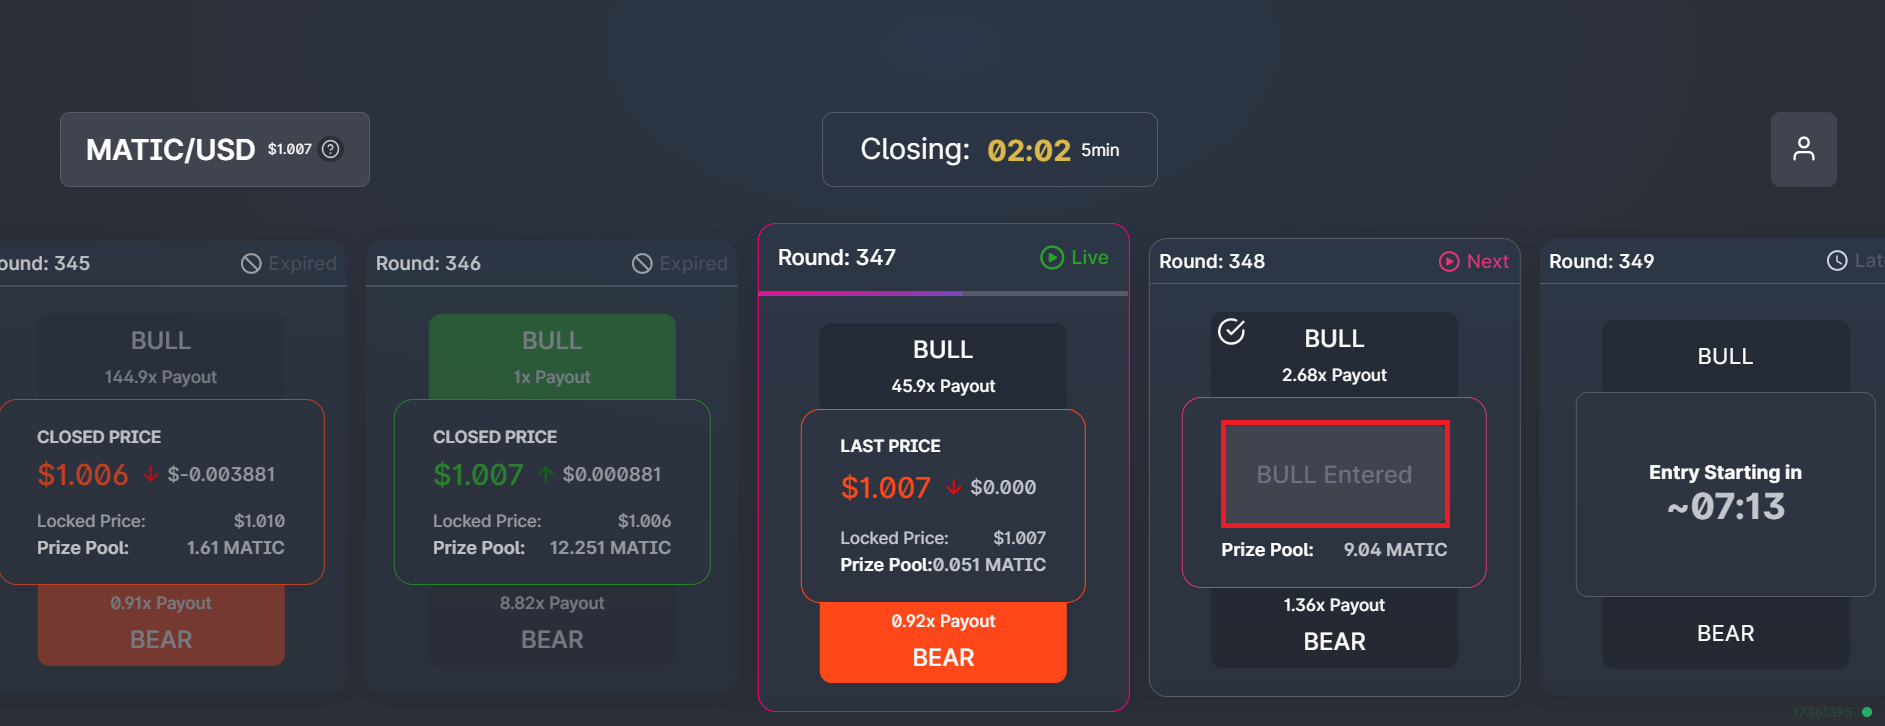 MATIC/USD $1.007
Closing: 02:02 5min
ound: 345 Expired
BULL
144.9x Payout
CLOSED PRICE
$1.006 $-0.003881
Locked Price: $1.010
Prize Pool: 1.61 MATIC
0.91x Payout
BEAR
Round: 346 Expired
BULL
1x Payout
CLOSED PRICE
$1.007 $0.000881
Locked Price: $1.006
Prize Pool: 12.251 MATIC
8.82x Payout
BEAR
Round: 347 Live
BULL
45.9x Payout
LAST PRICE
$1.007 $0.000
Locked Price: $1.007
Prize Pool:0.051 MATIC
0.92x Payout
BEAR
Round: 348 Next
BULL
2.68x Payout
BULL Entered
Prize Pool: 9.04 MATIC
1.36x Payout
BEAR
Round: 349 Lat
BULL
Entry Starting in
~07:13
BEAR
17361395